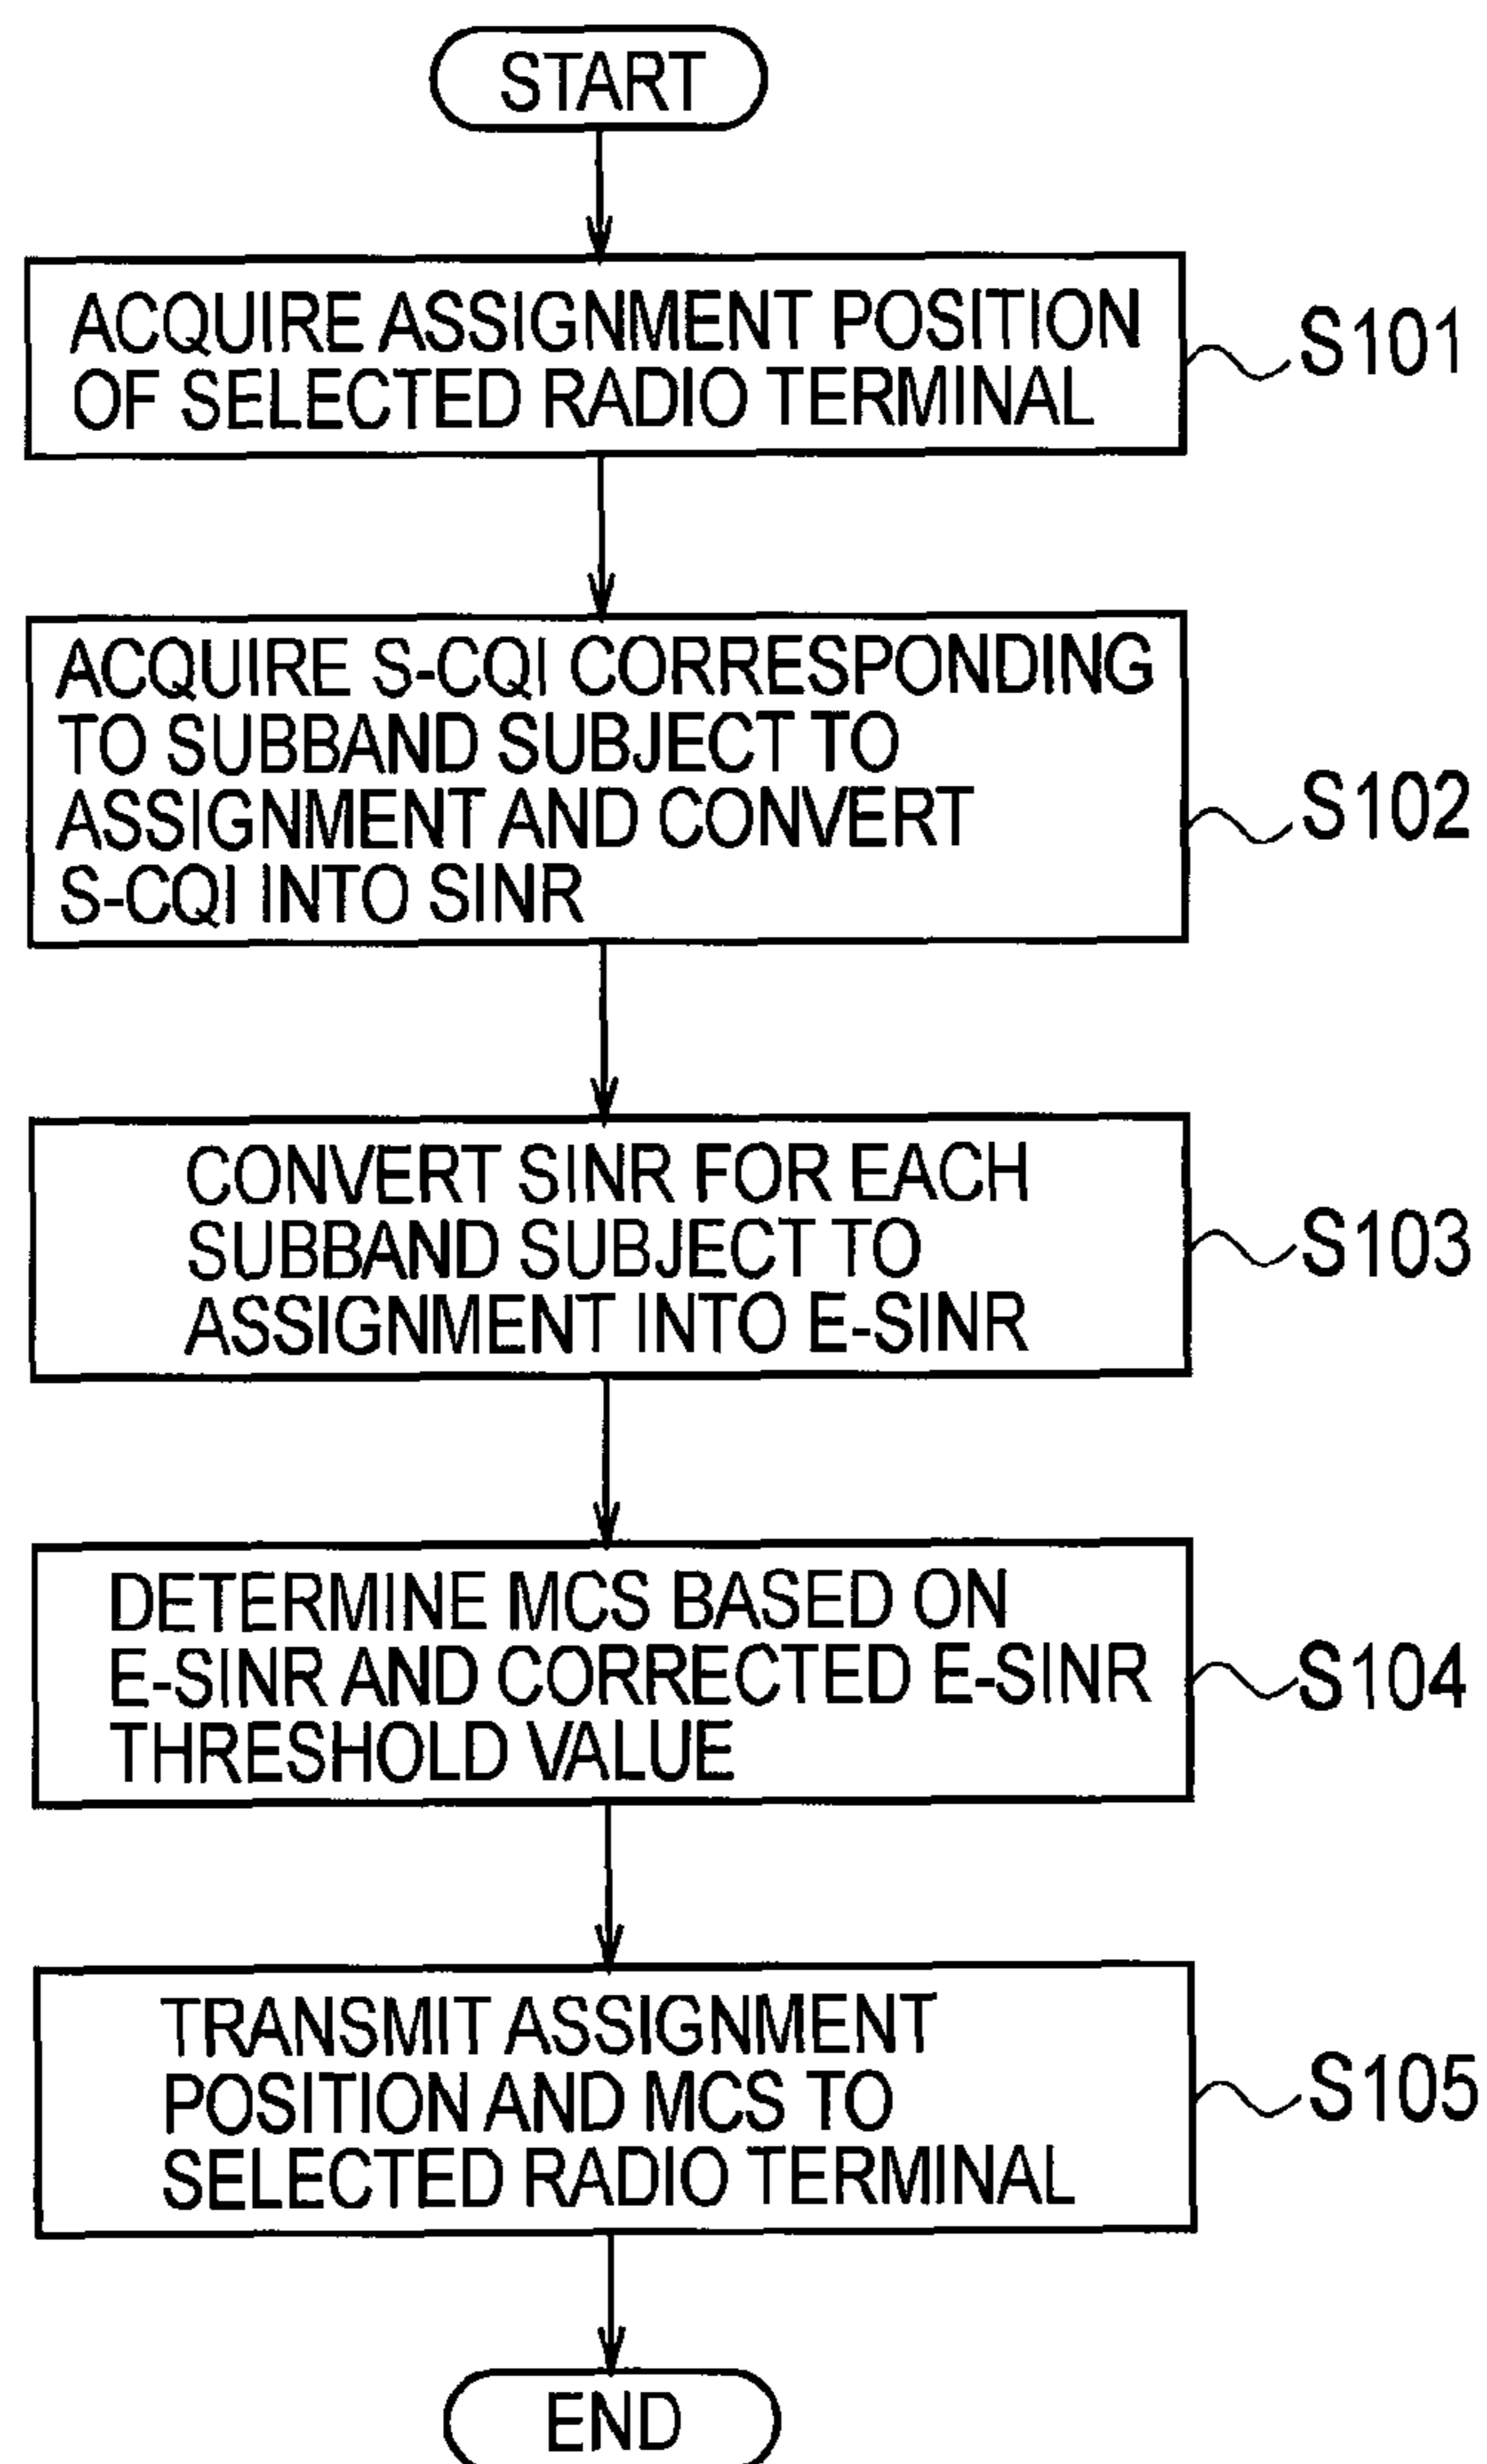 START
ACQUIRE ASSIGNMENT POSITION
OF SELECTED RADIO TERMINAL
S101
ACQUIRE S-CQI CORRESPONDING
TO SUBBAND SUBJECT TO
ASSIGNMENT AND CONVERT
S-CQI INTO SINR
S102
CONVERT SINR FOR EACH
SUBBAND SUBJECT TO
ASSIGNMENT INTO E-SINR
S103
DETERMINE MCS BASED ON
E-SINR AND CORRECTED E-SINR
THRESHOLD VALUE
S104
TRANSMIT ASSIGNMENT
POSITION AND MCS TO
SELECTED RADIO TERMINAL
S105
END